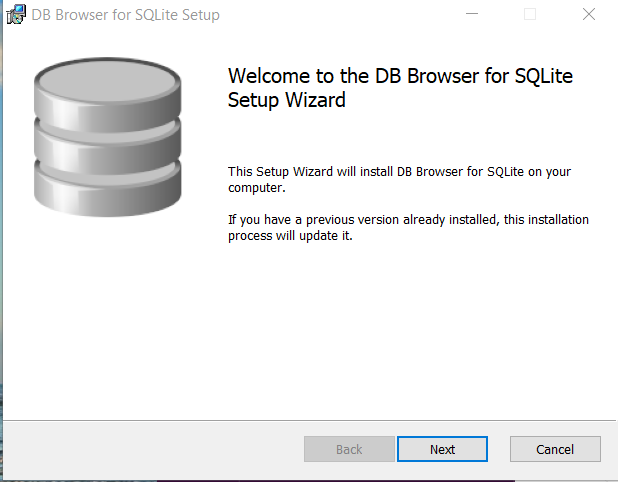 DB Browser for SQLite Setup
Welcome to the DB Browser for SQLite
Setup Wizard
This Setup Wizard will install DB Browser for SQLite on your
computer.
If you have a previous version already installed, this installation
process will update it.
Back
Next
Cancel